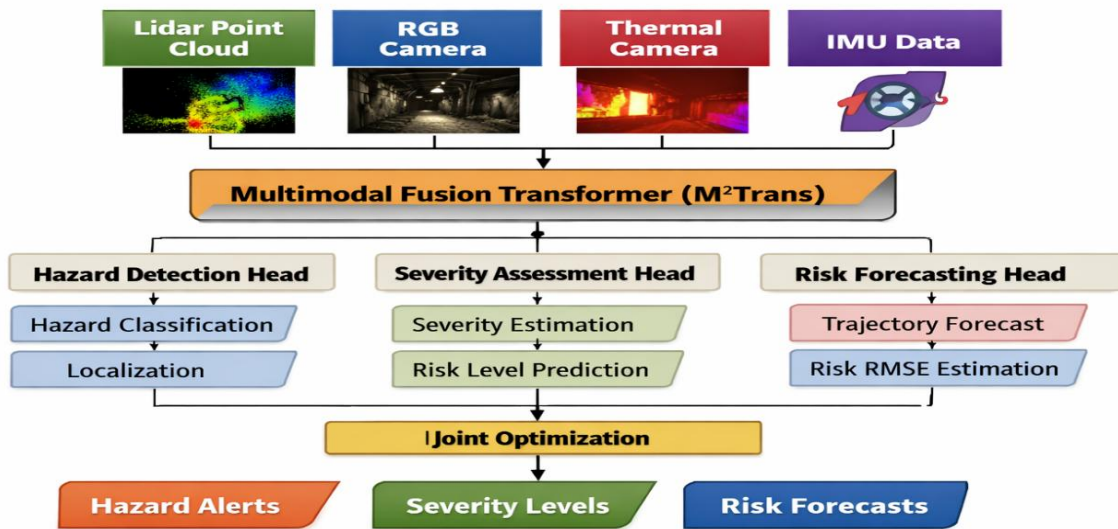 Lidar Point
Cloud
RGB
Camera
Thermal
Camera
IMU Data
Multimodal Fusion Transformer (M²Trans)
Hazard Detection Head
Severity Assessment Head
Risk Forecasting Head
Hazard Classification
Severity Estimation
Trajectory Forecast
Localization
Risk Level Prediction
Risk RMSE Estimation
Joint Optimization
Hazard Alerts
Severity Levels
Risk Forecasts